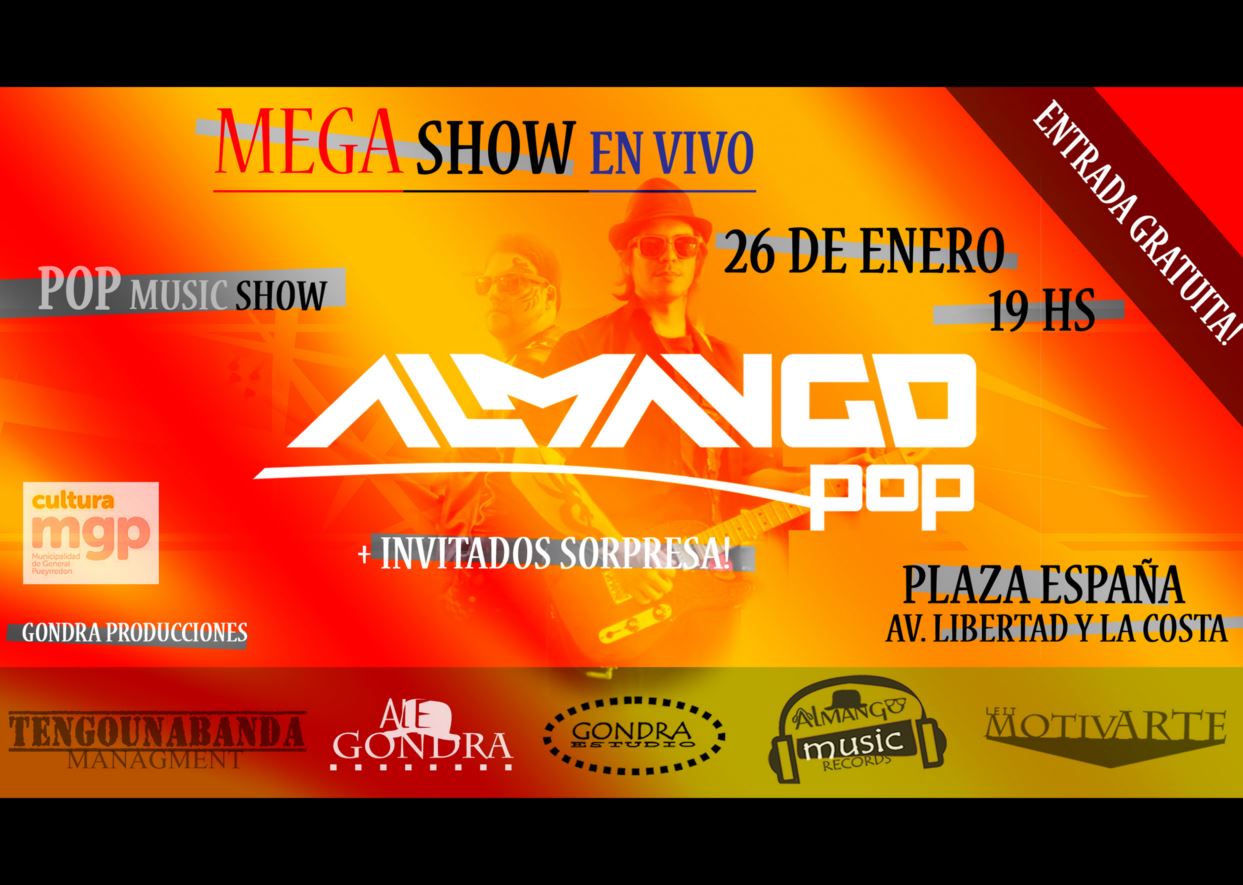 MEGA SHOW EN VIVO
ENTRADA GRATUITA!
26 DE ENERO
19 HS
POP MUSIC SHOW
ALMANGO
pop
+ INVITADOS SORPRESA!
cultura
mgp
Municipalidad
de General
Pueyrredon
PLAZA ESPAÑA
AV. LIBERTAD Y LA COSTA
GONDRA PRODUCCIONES
TENGOUNABANDA
MANAGMENT
ALE
GONDRA
GONDRA
ESTUDIO
ALMANGO
music
RECORDS
LEIT
MOTIVARTE